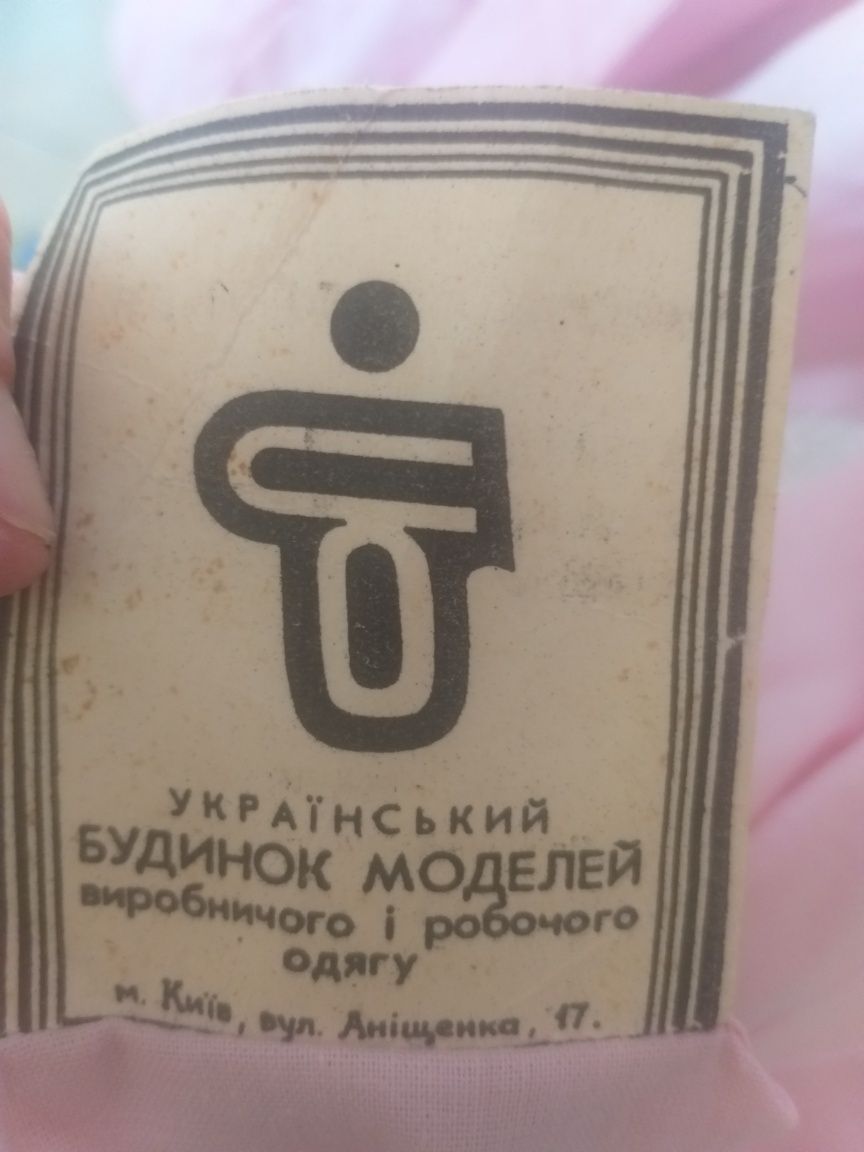 УКРАЇНСЬКИЙ
БУДИНОК МОДЕЛЕЙ
виробничого і робочого
одягу
м. Київ, вул. Аніщенка, 17.